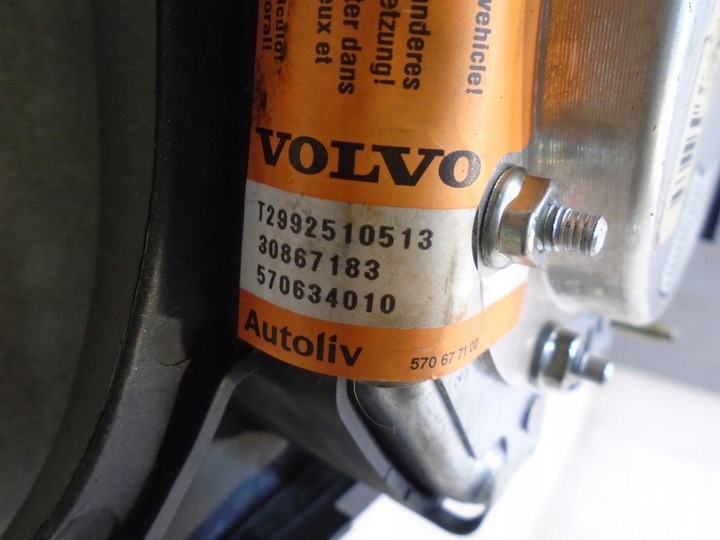 vehicle!
anderes
etzung!
ter dans
eux et
VOLVO
T2992510513
30867183
570634010
Autoliv
570 67 71 00